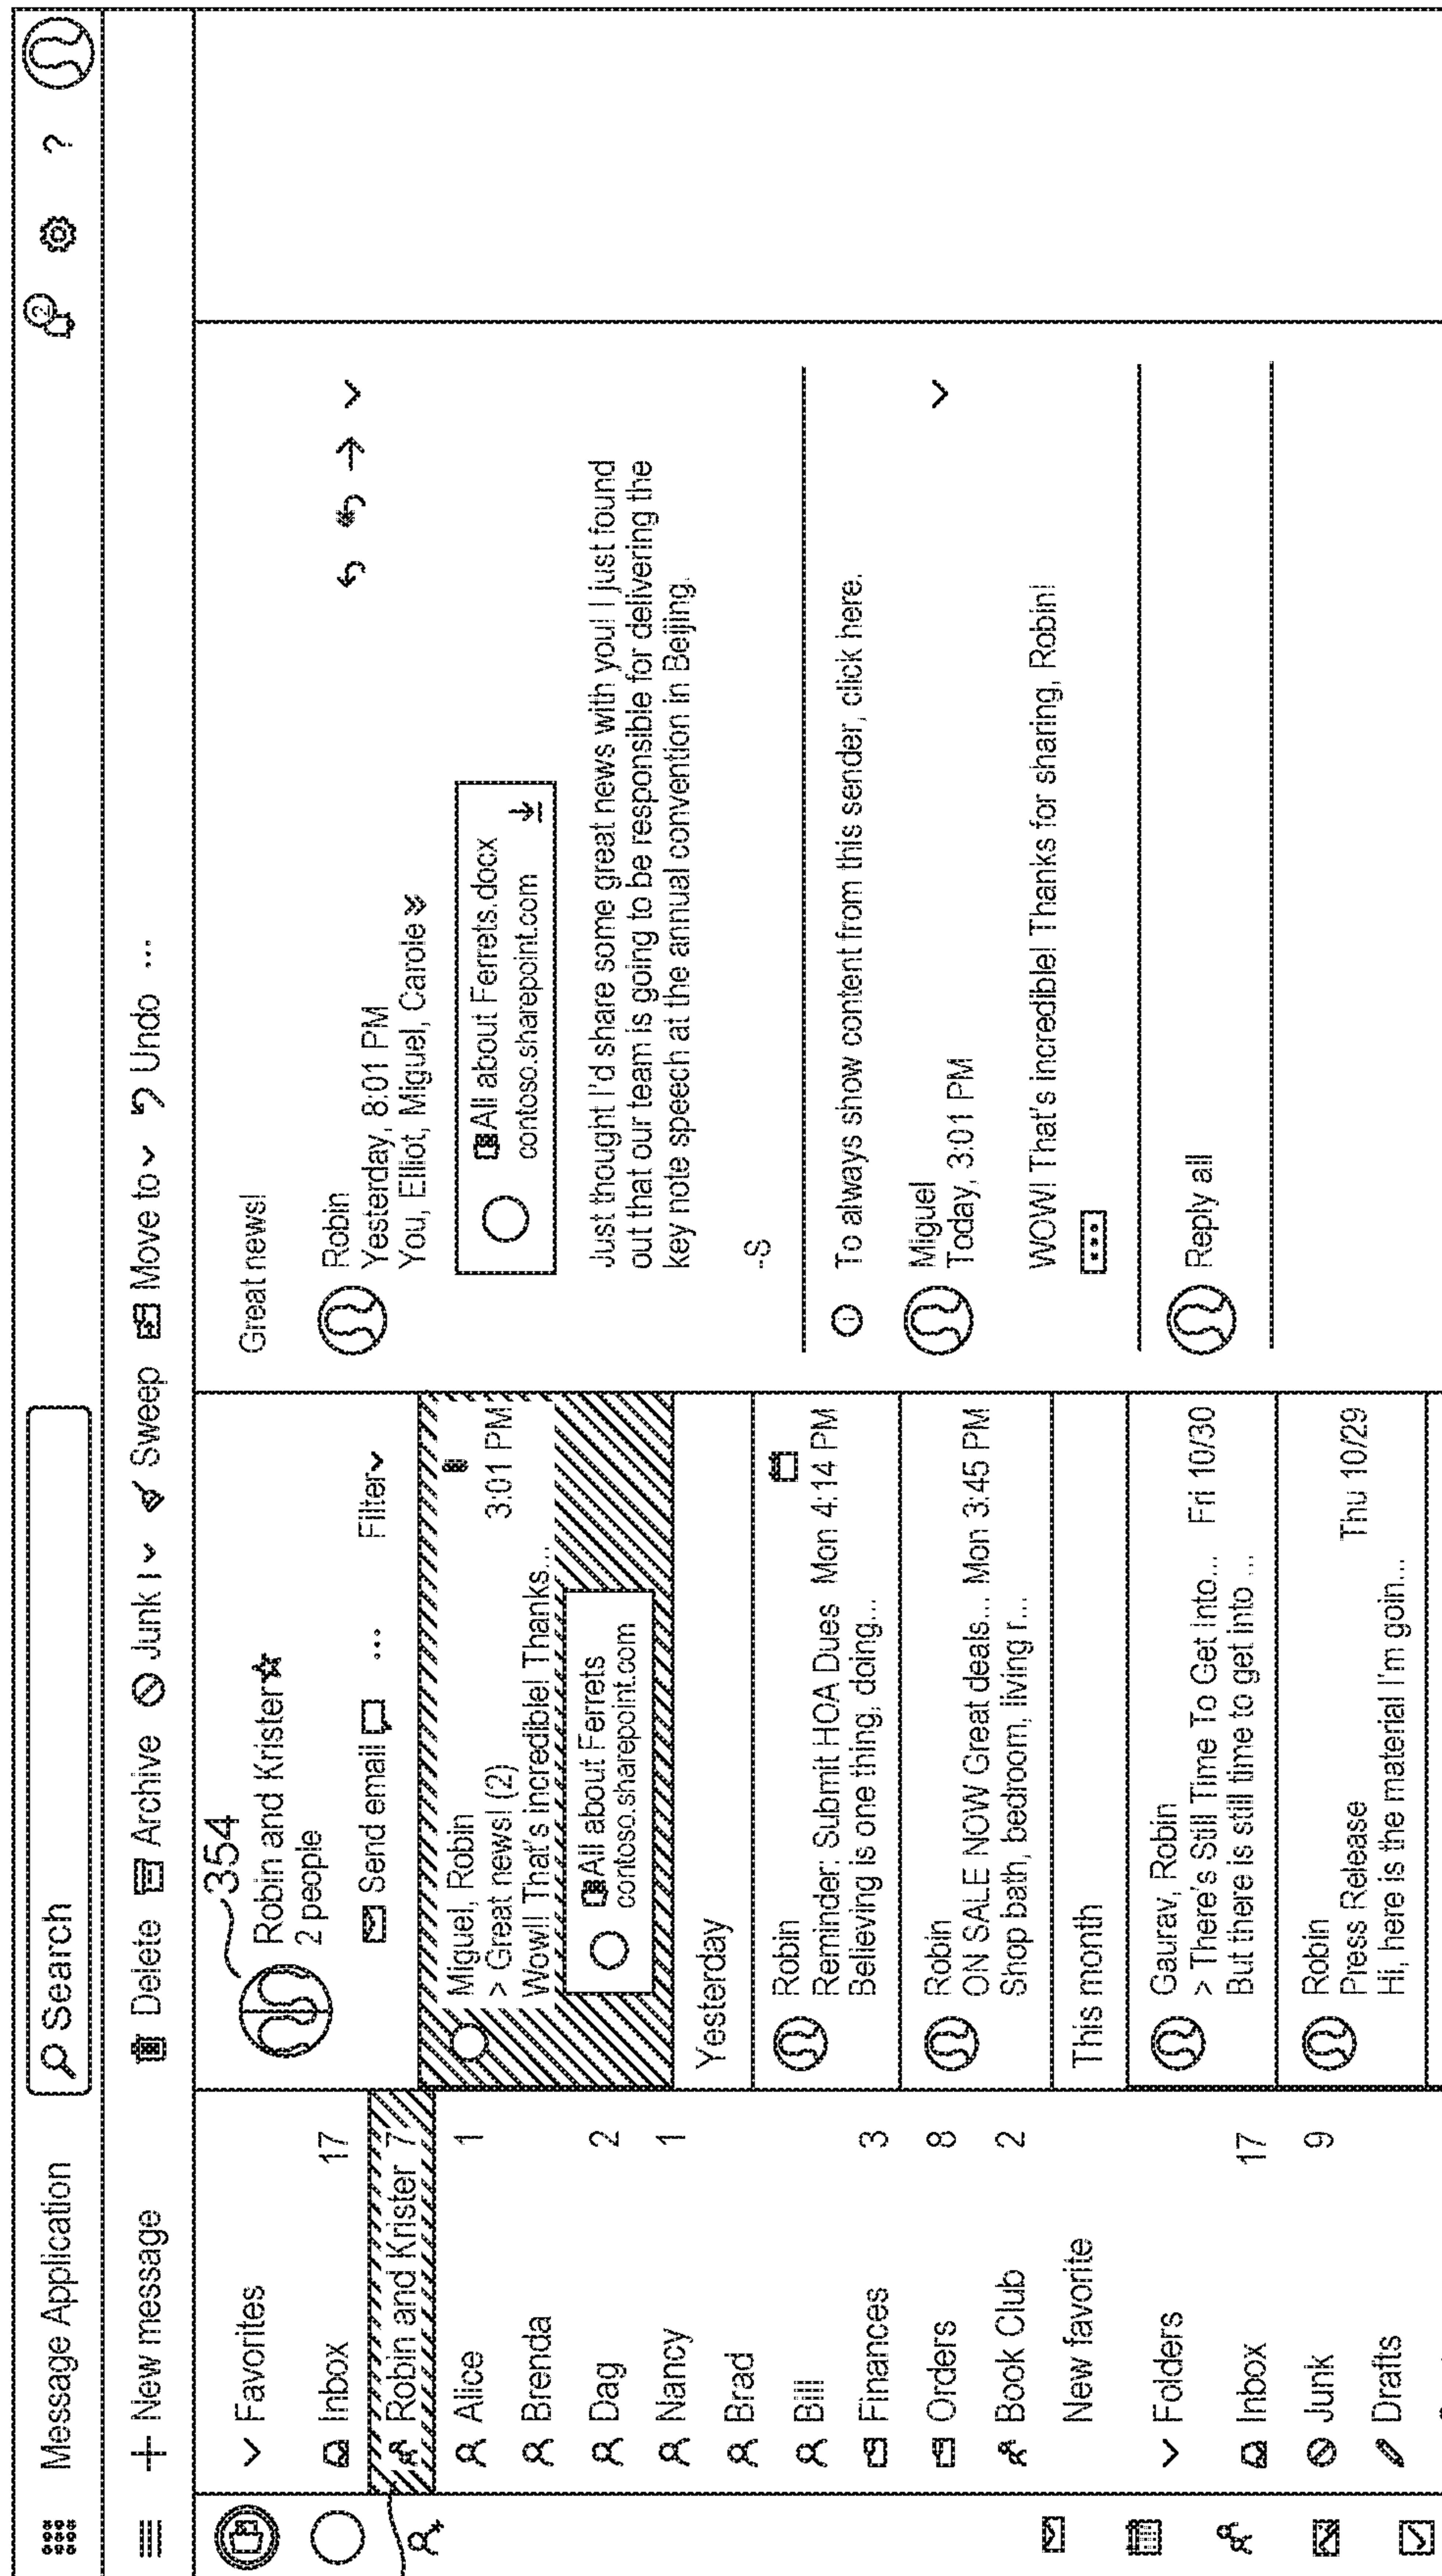 Message Application
Search
2
?
New message
Delete
Archive
Junk
Sweep
Move to
Undo ...
Favorites
Inbox 17
Robin and Krister 7
Alice 1
Brenda
Dag 2
Nancy 1
Brad
Bill
Finances 3
Orders 8
Book Club 2
New favorite
Folders
Inbox 17
Junk 9
Drafts
354
Robin and Krister
2 people
Send email ...
Filter
Miguel, Robin
> Great news! (2) 3:01 PM
Wow!! That's incredible! Thanks...
All about Ferrets
contoso.sharepoint.com
Yesterday
Robin
Reminder: Submit HOA Dues Mon 4:14 PM
Believing is one thing, doing...
Robin
ON SALE NOW Great deals... Mon 3:45 PM
Shop bath, bedroom, living r...
This month
Gaurav, Robin
> There's Still Time To Get Into... Fri 10/30
But there is still time to get into ...
Robin
Press Release Thu 10/29
Hi, here is the material I'm goin...
Great news!
Robin
Yesterday, 8:01 PM
You, Elliot, Miguel, Carole
All about Ferrets.docx
contoso.sharepoint.com
Just thought I'd share some great news with you! I just found
out that our team is going to be responsible for delivering the
key note speech at the annual convention in Beijing.
-S
To always show content from this sender, click here.
Miguel
Today, 3:01 PM
WOW! That's incredible! Thanks for sharing, Robin!
Reply all